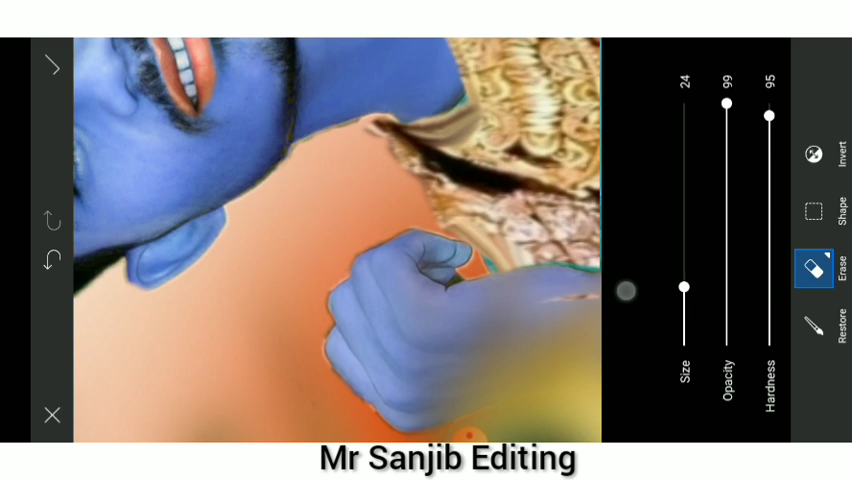 24
99
95
Size
Opacity
Hardness
Invert
Shape
Erase
Restore
Mr Sanjib Editing